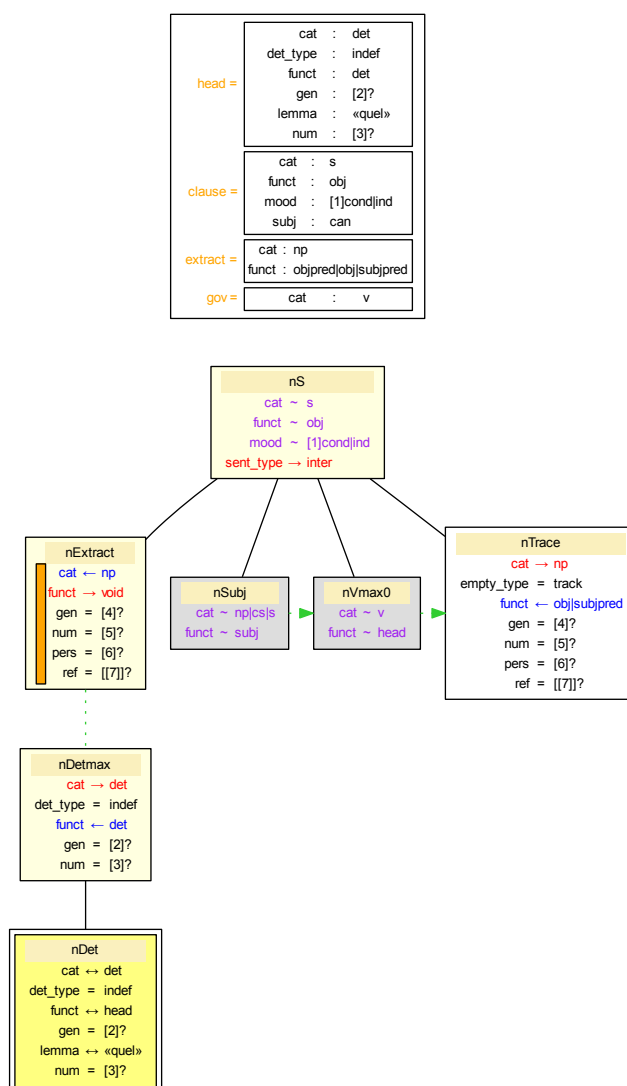 head =
cat : det
det_type : indef
funct : det
gen : [2]?
lemma : «quel»
num : [3]?
clause =
cat : s
funct : obj
mood : [1]cond|ind
subj : can
extract =
cat : np
funct : objpred|obj|subjpred
gov =
cat : v
nS
cat ~ s
funct ~ obj
mood ~ [1]cond|ind
sent_type → inter
nExtract
cat ← np
funct → void
gen = [4]?
num = [5]?
pers = [6]?
ref = [[7]]?
nSubj
cat ~ np|cs|s
funct ~ subj
nVmax0
cat ~ v
funct ~ head
nTrace
cat → np
empty_type = track
funct ← obj|subjpred
gen = [4]?
num = [5]?
pers = [6]?
ref = [[7]]?
nDetmax
cat → det
det_type = indef
funct ← det
gen = [2]?
num = [3]?
nDet
cat ↔ det
det_type = indef
funct ↔ head
gen = [2]?
lemma ↔ «quel»
num = [3]?